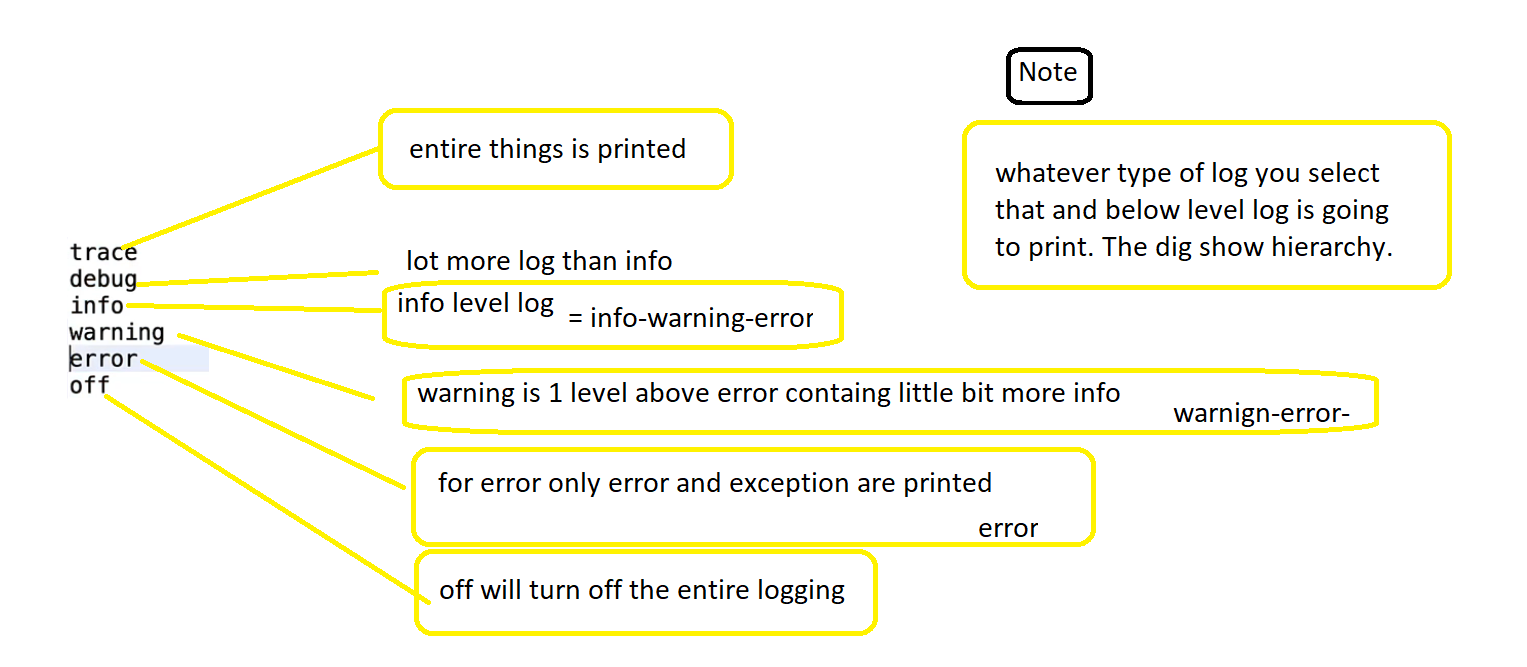 Note
entire things is printed
whatever type of log you select
that and below level log is going
to print. The dig show hierarchy.
trace
debug
info
warning
error
off
lot more log than info
info level log = info-warning-error
warning is 1 level above error containg little bit more info
warnign-error-
for error only error and exception are printed
error
off will turn off the entire logging